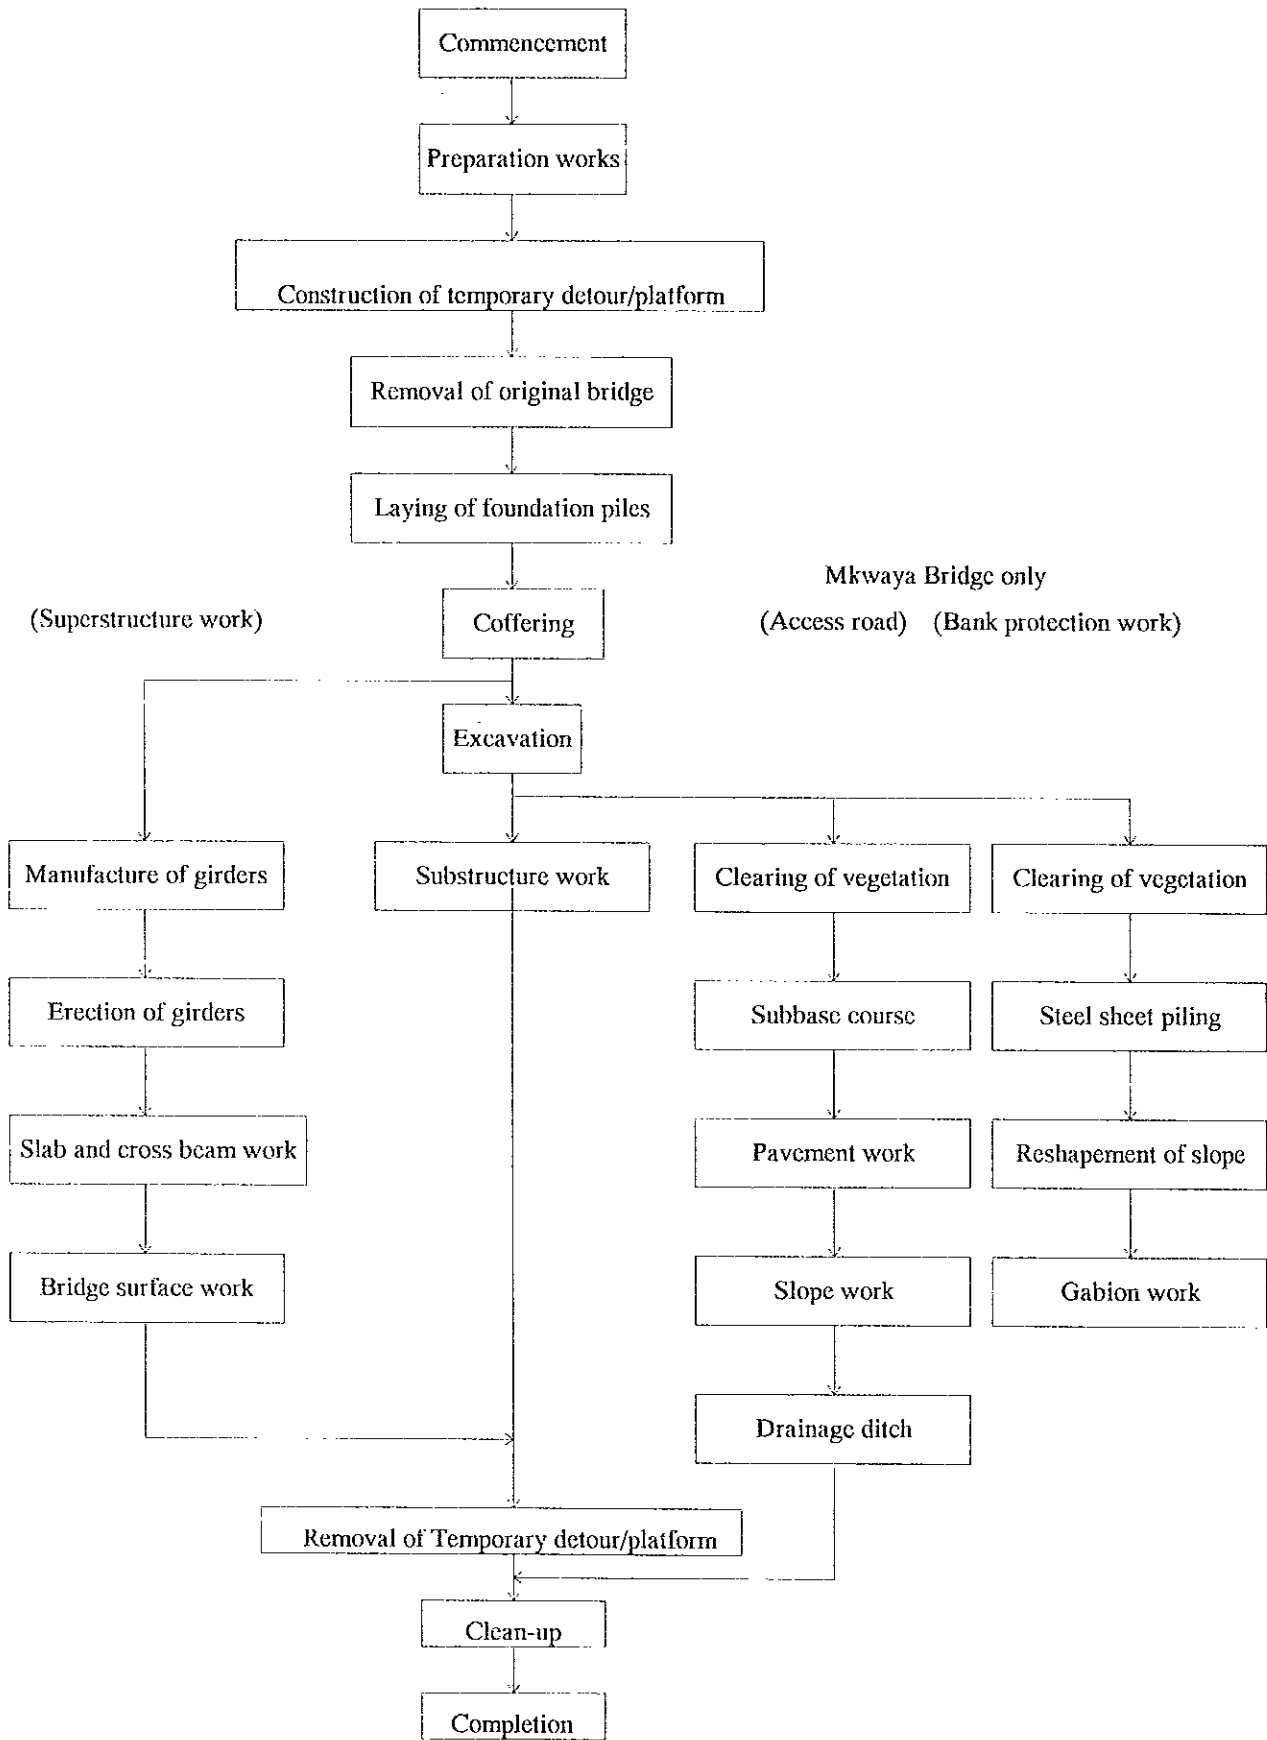 Commencement
Preparation works
Construction of temporary detour/platform
Removal of original bridge
Laying of foundation piles
Mkwaya Bridge only
(Superstructure work)
Coffering
(Access road) (Bank protection work)
Excavation
Manufacture of girders
Substructure work
Clearing of vegetation
Clearing of vegetation
Erection of girders
Subbase course
Steel sheet piling
Slab and cross beam work
Pavement work
Reshapement of slope
Bridge surface work
Slope work
Gabion work
Drainage ditch
Removal of Temporary detour/platform
Clean-up
Completion